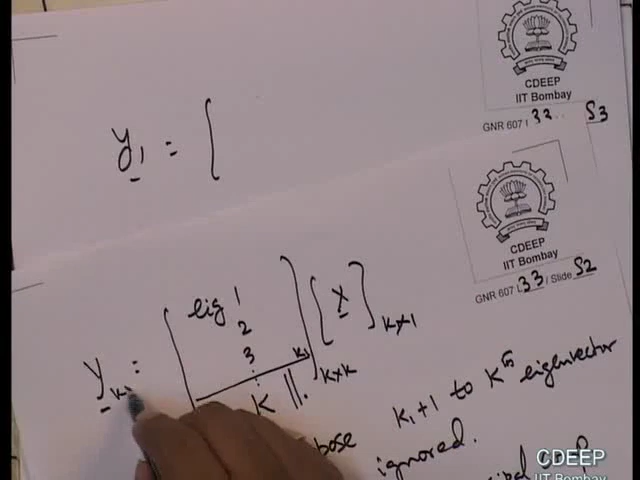 CDEEP
IIT Bombay
GNR 607 L 33 S3
y1 = [
CDEEP
IIT Bombay
GNR 607 L 33 / Slide S2
yk1 = [ eig 1
2
3
⋮ k1
K ] K×K [ X ] K×1
K1+1 to Kth eigenvector
ignored.
CDEEP
IIT Bombay